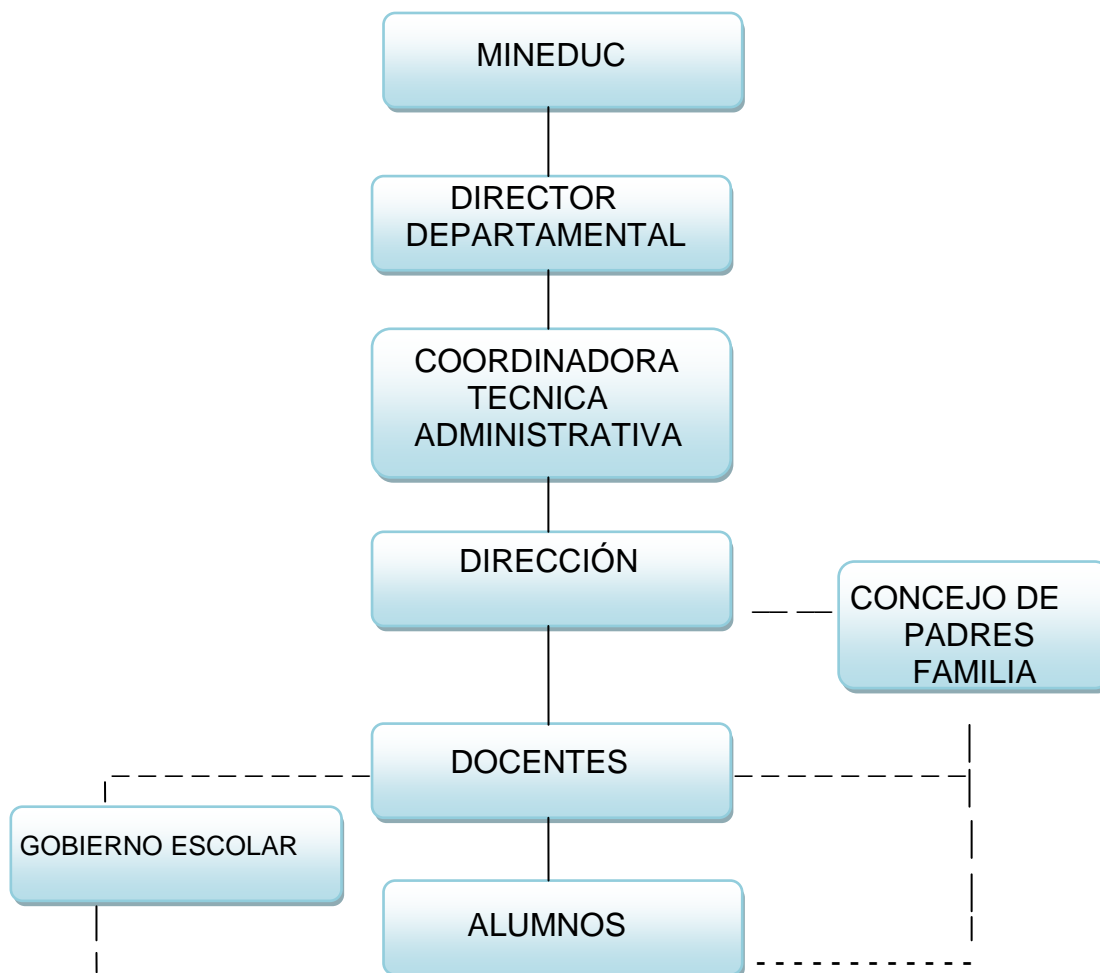 MINEDUC
DIRECTOR
DEPARTAMENTAL
COORDINADORA
TECNICA
ADMINISTRATIVA
DIRECCIÓN
CONCEJO DE
PADRES
FAMILIA
DOCENTES
GOBIERNO ESCOLAR
ALUMNOS